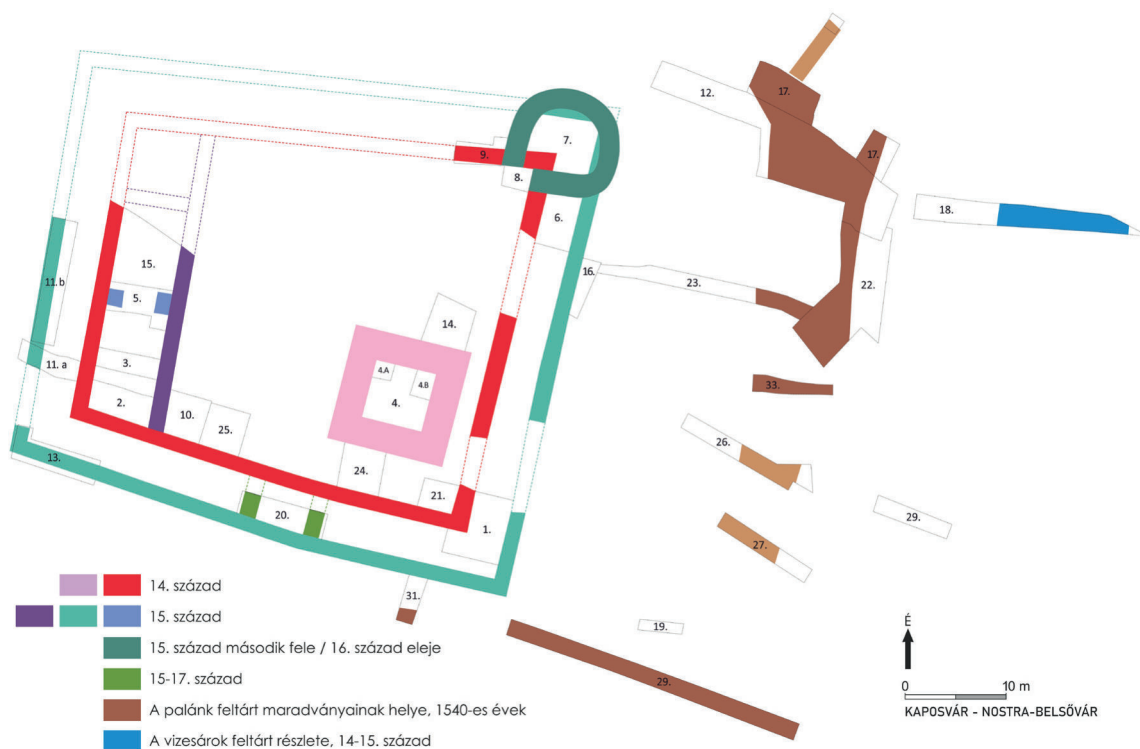 12.
17.
7.
9.
8.
17.
6.
18.
15.
16.
11.b
5.
23.
22.
14.
3.
4.A
4.B
11.a
4.
33.
2.
10.
25.
26.
13.
24.
21.
29.
20.
1.
27.
31.
19.
29.
14. század
15. század
15. század második fele / 16. század eleje
15-17. század
A palánk feltárt maradványainak helye, 1540-es évek
A vizesárok feltárt részlete, 14-15. század
É
0 10 m
KAPOSVÁR - NOSTRA-BELSŐVÁR